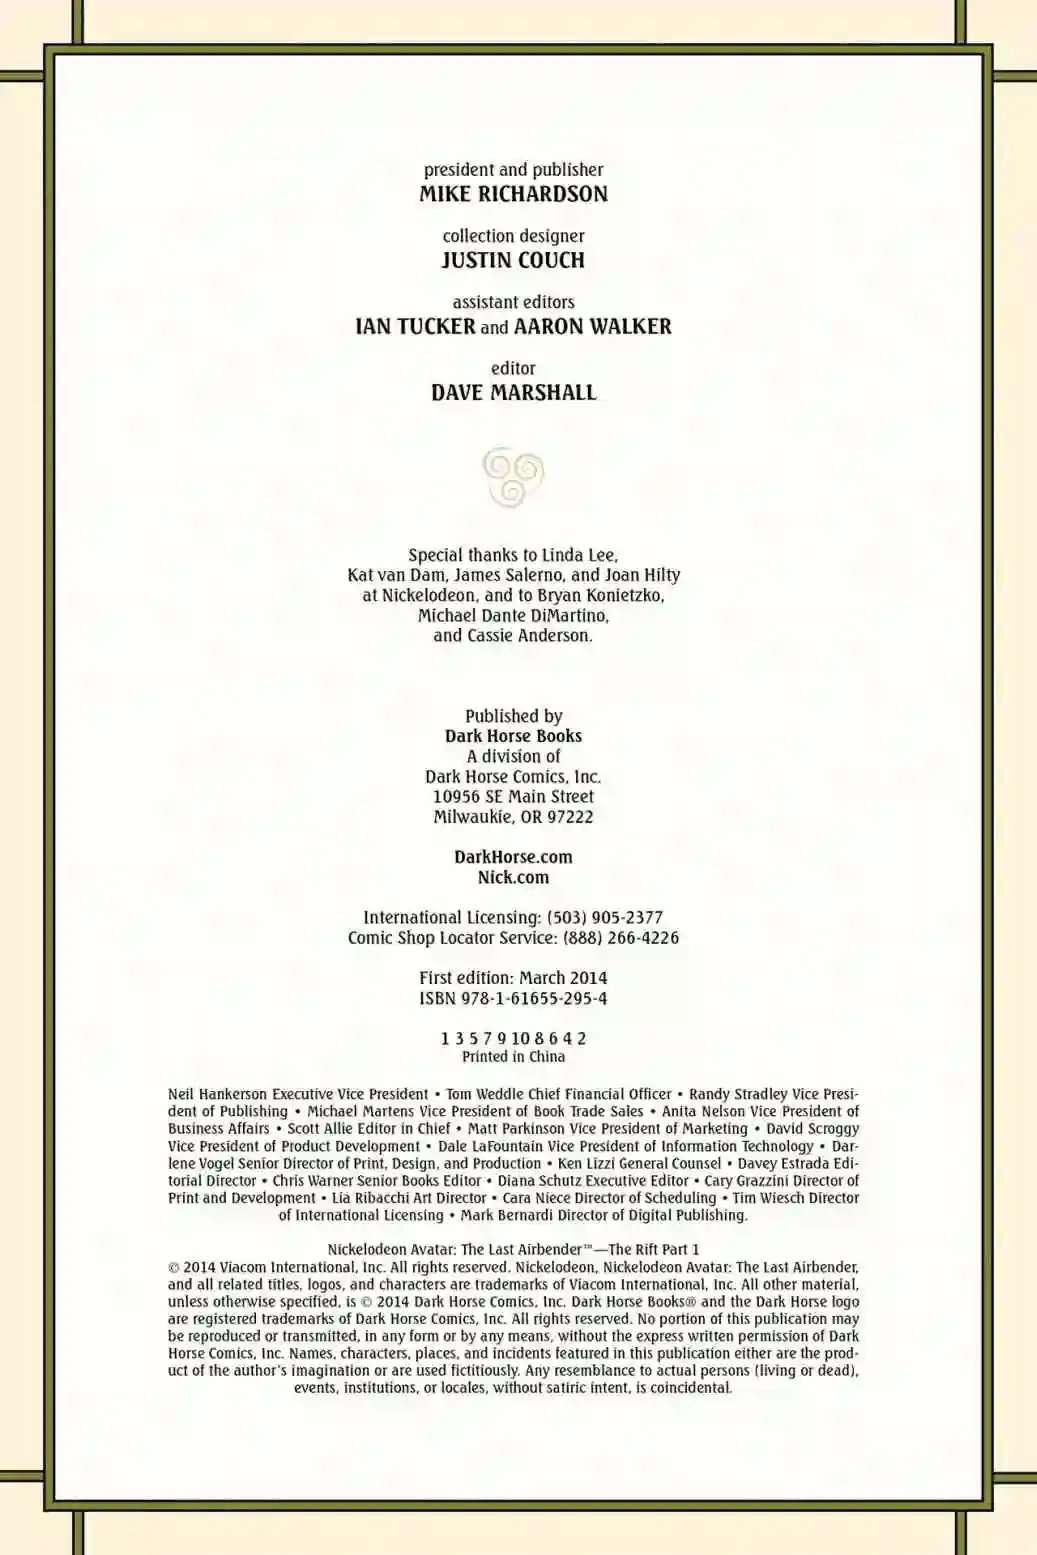 president and publisher
MIKE RICHARDSON
collection designer
JUSTIN COUCH
assistant editors
IAN TUCKER and AARON WALKER
editor
DAVE MARSHALL
Special thanks to Linda Lee,
Kat van Dam, James Salerno, and Joan Hilty
at Nickelodeon, and to Bryan Konietzko,
Michael Dante DiMartino,
and Cassie Anderson.
Published by
Dark Horse Books
A division of
Dark Horse Comics, Inc.
10956 SE Main Street
Milwaukie, OR 97222
DarkHorse.com
Nick.com
International Licensing: (503) 905-2377
Comic Shop Locator Service: (888) 266-4226
First edition: March 2014
ISBN 978-1-61655-295-4
1 3 5 7 9 10 8 6 4 2
Printed in China
Neil Hankerson Executive Vice President • Tom Weddle Chief Financial Officer • Randy Stradley Vice Presi-
dent of Publishing • Michael Martens Vice President of Book Trade Sales • Anita Nelson Vice President of
Business Affairs • Scott Allie Editor in Chief • Matt Parkinson Vice President of Marketing • David Scroggy
Vice President of Product Development • Dale LaFountain Vice President of Information Technology • Dar-
lene Vogel Senior Director of Print, Design, and Production • Ken Lizzi General Counsel • Davey Estrada Edi-
torial Director • Chris Warner Senior Books Editor • Diana Schutz Executive Editor • Cary Grazzini Director of
Print and Development • Lia Ribacchi Art Director • Cara Niece Director of Scheduling • Tim Wiesch Director
of International Licensing • Mark Bernardi Director of Digital Publishing.
Nickelodeon Avatar: The Last Airbender™—The Rift Part 1
© 2014 Viacom International, Inc. All rights reserved. Nickelodeon, Nickelodeon Avatar: The Last Airbender,
and all related titles, logos, and characters are trademarks of Viacom International, Inc. All other material,
unless otherwise specified, is © 2014 Dark Horse Comics, Inc. Dark Horse Books® and the Dark Horse logo
are registered trademarks of Dark Horse Comics, Inc. All rights reserved. No portion of this publication may
be reproduced or transmitted, in any form or by any means, without the express written permission of Dark
Horse Comics, Inc. Names, characters, places, and incidents featured in this publication either are the prod-
uct of the author's imagination or are used fictitiously. Any resemblance to actual persons (living or dead),
events, institutions, or locales, without satiric intent, is coincidental.